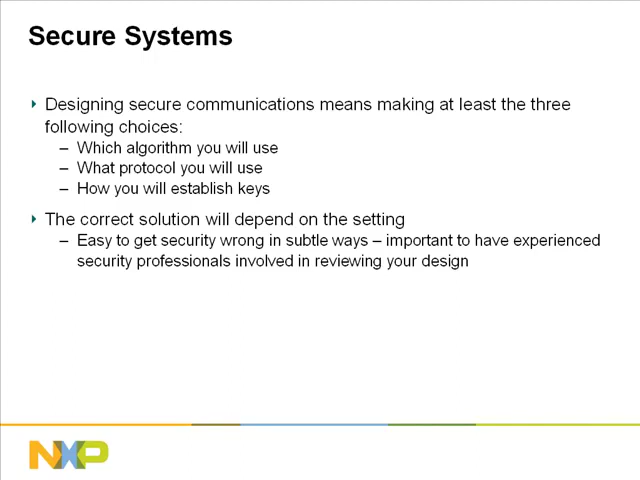 Secure Systems
Designing secure communications means making at least the three
following choices:
– Which algorithm you will use
– What protocol you will use
– How you will establish keys
The correct solution will depend on the setting
– Easy to get security wrong in subtle ways – important to have experienced
security professionals involved in reviewing your design
NXP